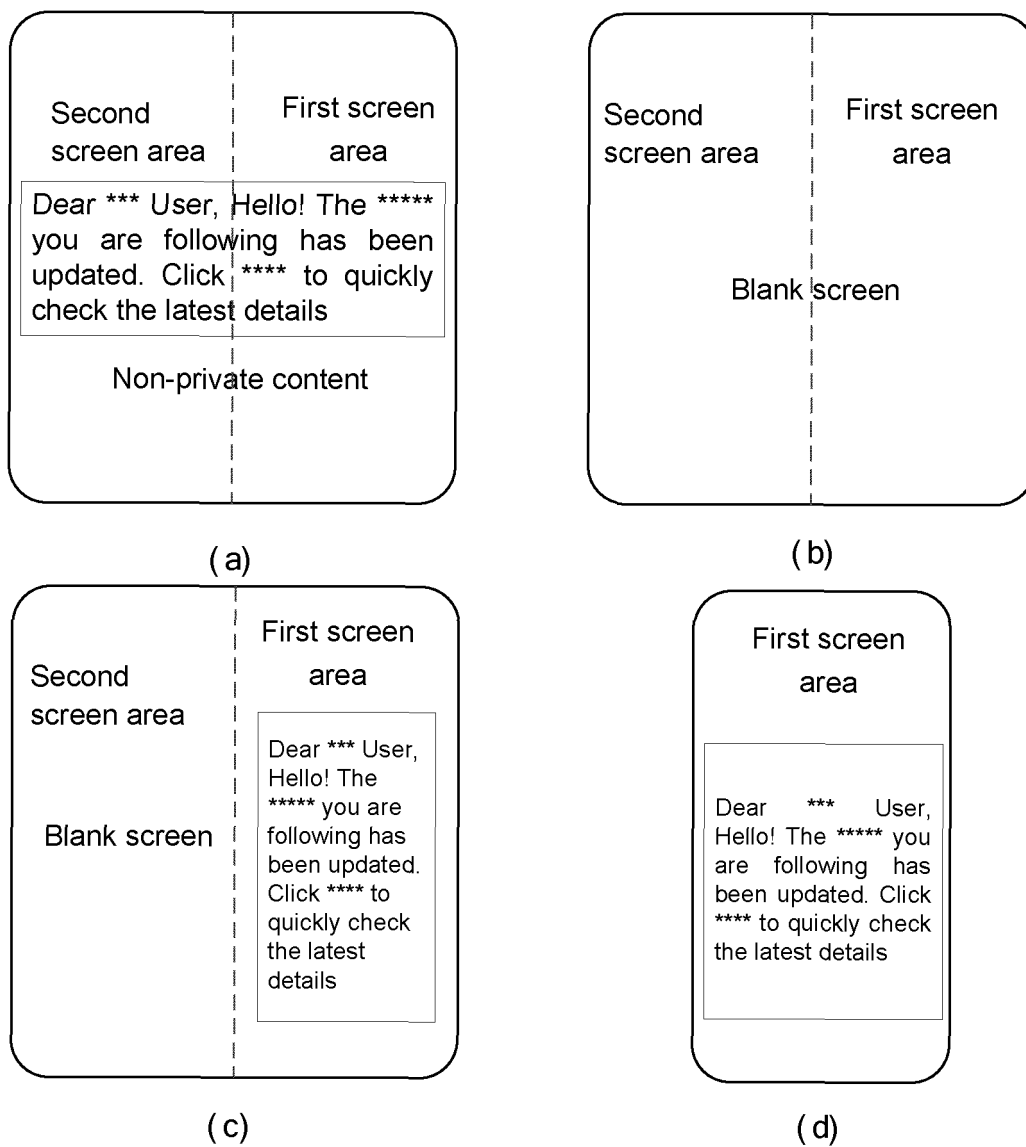 Second
screen area
First screen
area
Dear *** User, Hello! The *****
you are following has been
updated. Click **** to quickly
check the latest details
Non-private content
(a)
Second
screen area
First screen
area
Blank screen
(b)
Second
screen area
First screen
area
Blank screen
Dear *** User,
Hello! The
***** you are
following has
been updated.
Click **** to
quickly check
the latest
details
(c)
First screen
area
Dear *** User,
Hello! The ***** you
are following has
been updated. Click
**** to quickly check
the latest details
(d)